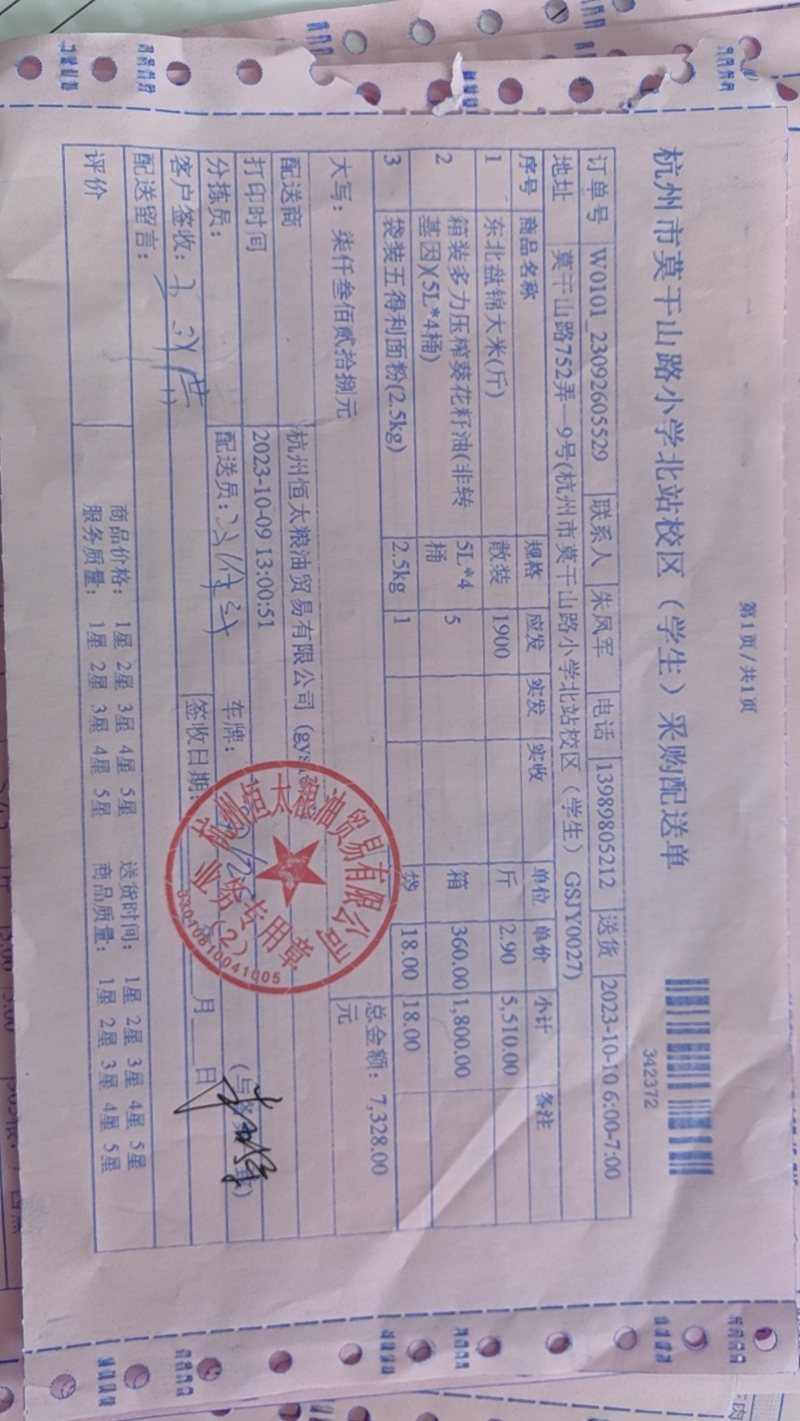 第1页/共1页
杭州市莫干山路小学北站校区（学生）采购配送单
342372
订单号 W0101_23092605529 联系人 朱凤军 电话 13989805212 送货 2023-10-10 6:00-7:00
地址 莫干山路752弄一9号(杭州市莫干山路小学北站校区（学生）GSJY0027)
序号 商品名称 规格 应发 实发 实收 单位 单价 小计 备注
1 东北盘锦大米(斤) 散装 1900 斤 2.90 5,510.00
2 箱装多力压榨葵花籽油(非转基因)(5L*4桶) 5L*4桶 5 箱 360.00 1,800.00
3 袋装五得利面粉(2.5kg) 2.5kg 1 袋 18.00 18.00
大写：柒仟叁佰贰拾捌元 总金额：7,328.00元
配送商 杭州恒太粮油贸易有限公司（gys
打印时间 2023-10-09 13:00:51
分拣员： 配送员： 车牌：
客户签收： 签收日期： 月 日
配送留言：
评价 商品价格： 1星 2星 3星 4星 5星 送货时间： 1星 2星 3星 4星 5星
服务质量： 1星 2星 3星 4星 5星 商品质量： 1星 2星 3星 4星 5星
杭州恒太粮油贸易有限公司
业务专用章
（2）
33010810041005